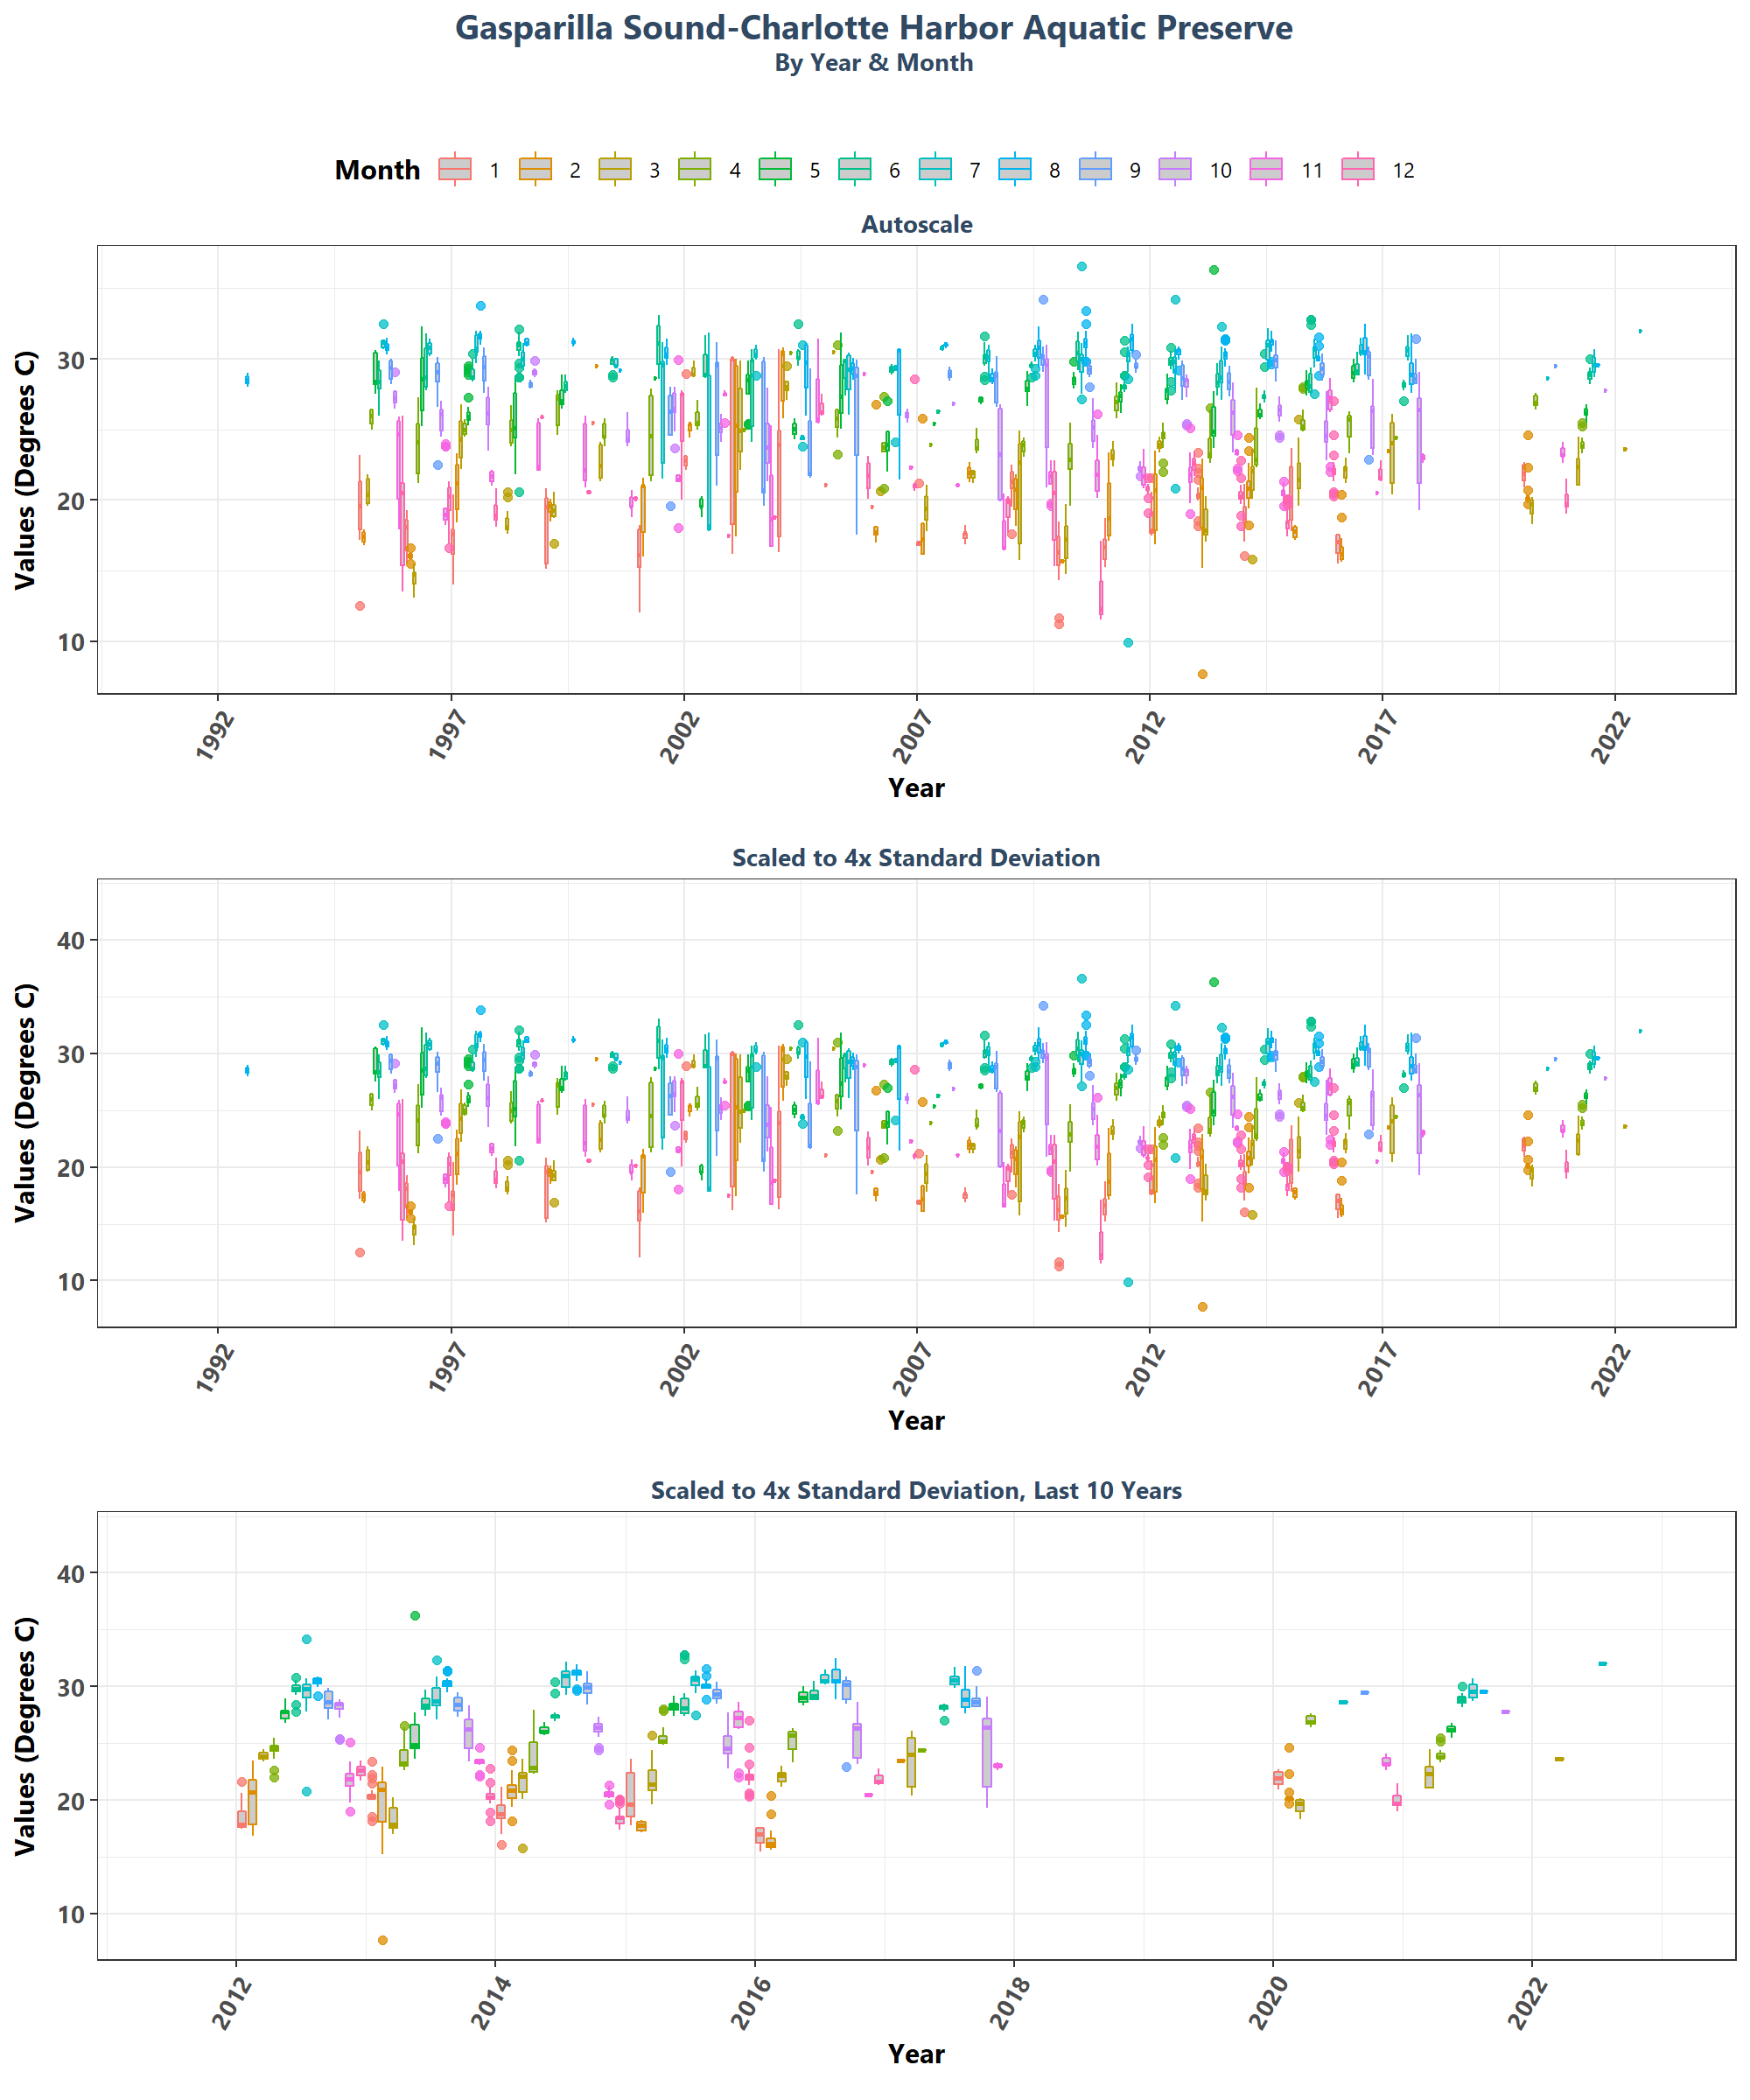 Gasparilla Sound-Charlotte Harbor Aquatic Preserve
By Year & Month
Month 1 2 3 4 5 6 7 8 9 10 11 12
Autoscale
Values (Degrees C)
30
20
10
1992 1997 2002 2007 2012 2017 2022
Year
Scaled to 4x Standard Deviation
Values (Degrees C)
40
30
20
10
1992 1997 2002 2007 2012 2017 2022
Year
Scaled to 4x Standard Deviation, Last 10 Years
Values (Degrees C)
40
30
20
10
2012 2014 2016 2018 2020 2022
Year